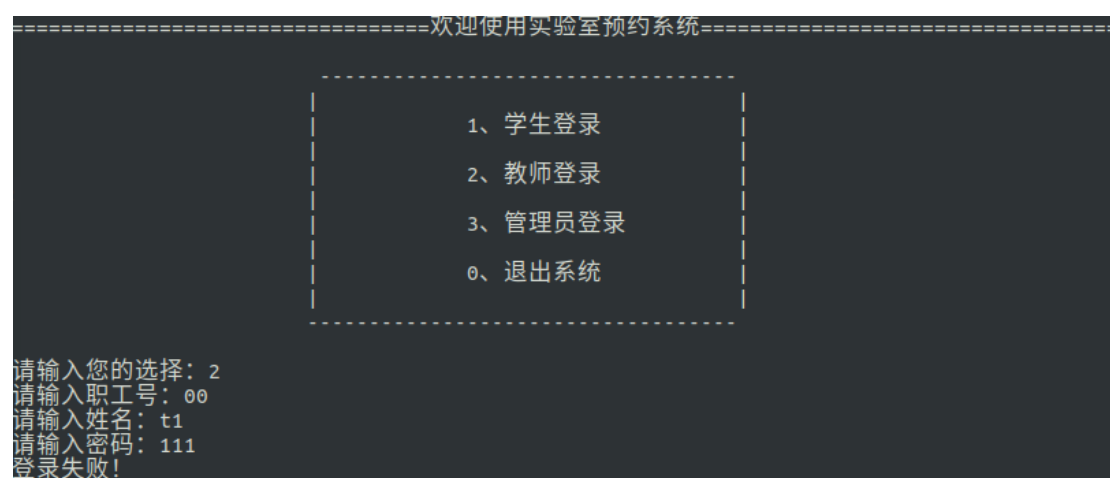 ==================================欢迎使用实验室预约系统==================================
----------------------------------
1、学生登录
2、教师登录
3、管理员登录
0、退出系统
-----------------------------------
请输入您的选择：2
请输入职工号：00
请输入姓名：t1
请输入密码：111
登录失败！